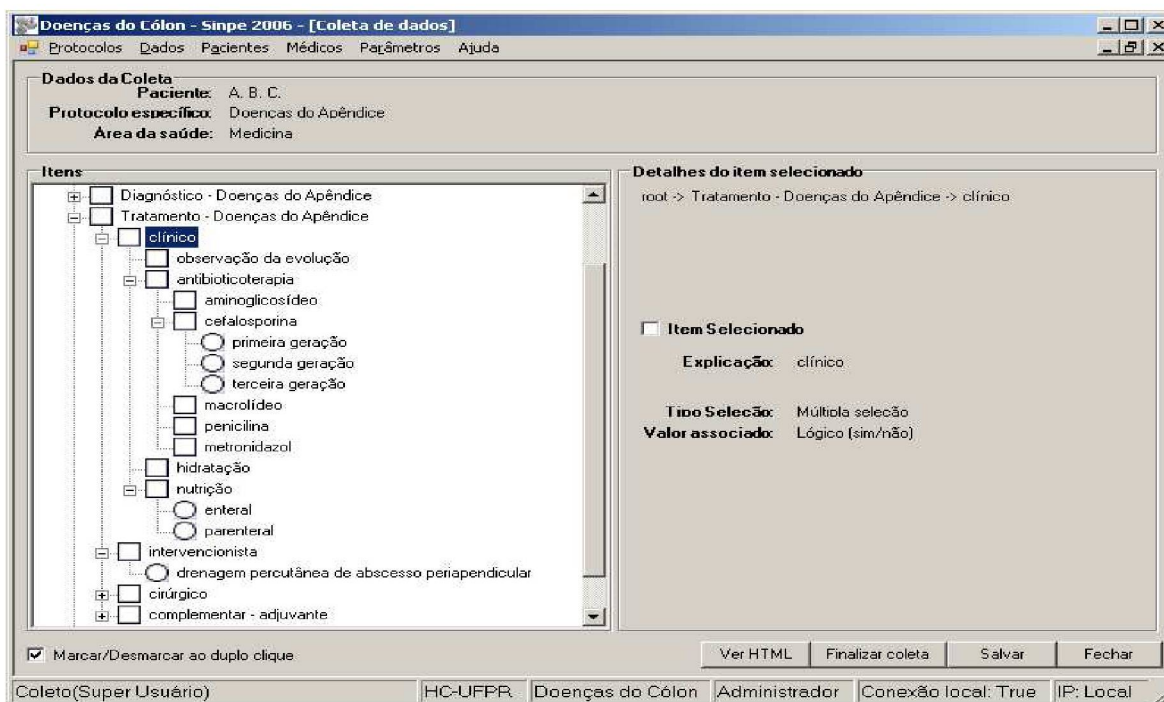 Doenças do Cólon - Sinpe 2006 - [Coleta de dados]
Protocolos Dados Pacientes Médicos Parâmetros Ajuda
Dados da Coleta
Paciente: A. B. C.
Protocolo específico: Doenças do Apêndice
Área da saúde: Medicina
Itens
Diagnóstico - Doenças do Apêndice
Tratamento - Doenças do Apêndice
clínico
observação da evolução
antibioticoterapia
aminoglicosídeo
cefalosporina
primeira geração
segunda geração
terceira geração
macrolídeo
penicilina
metronidazol
hidratação
nutrição
enteral
parenteral
intervencionista
drenagem percutânea de abscesso periapendicular
cirúrgico
complementar - adjuvante
Detalhes do item selecionado
root -> Tratamento - Doenças do Apêndice -> clínico
Item Selecionado
Explicação: clínico
Tipo Seleção: Múltipla seleção
Valor associado: Lógico (sim/não)
Marcar/Desmarcar ao duplo clique
Ver HTML Finalizar coleta Salvar Fechar
Coleto(Super Usuário) HC-UFPR Doenças do Cólon Administrador Conexão local: True IP: Local